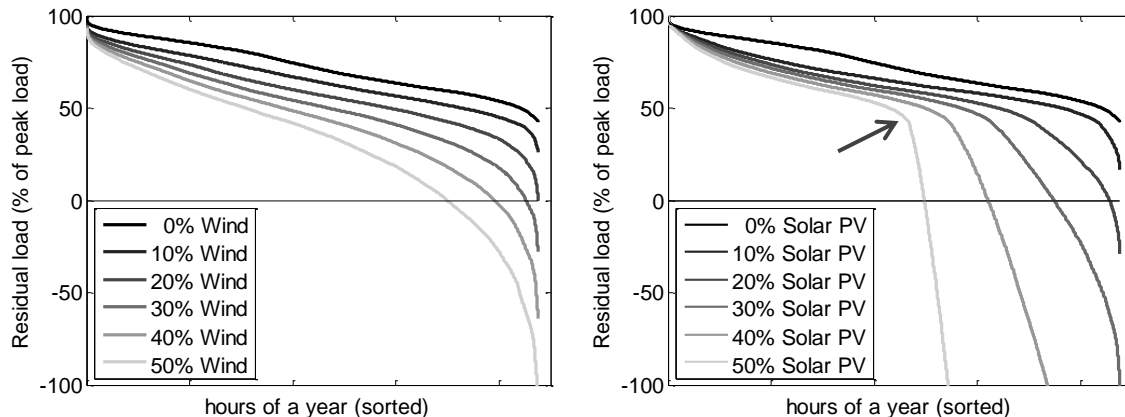 Residual load (% of peak load)
100
50
0
-50
-100
0% Wind
10% Wind
20% Wind
30% Wind
40% Wind
50% Wind
hours of a year (sorted)
Residual load (% of peak load)
100
50
0
-50
-100
0% Solar PV
10% Solar PV
20% Solar PV
30% Solar PV
40% Solar PV
50% Solar PV
hours of a year (sorted)